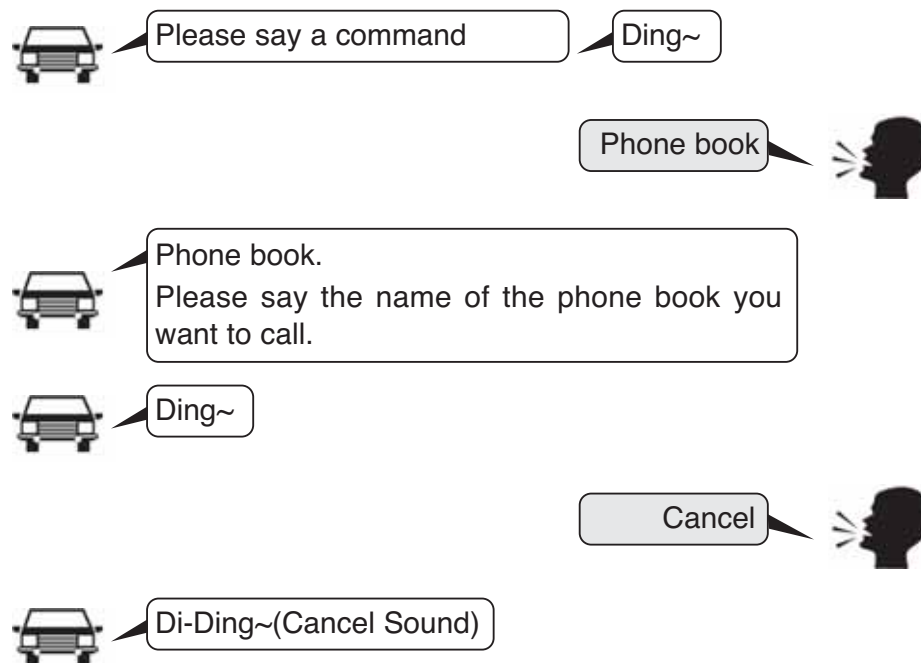 Please say a command
Ding~
Phone book
Phone book.
Please say the name of the phone book you
want to call.
Ding~
Cancel
Di-Ding~(Cancel Sound)